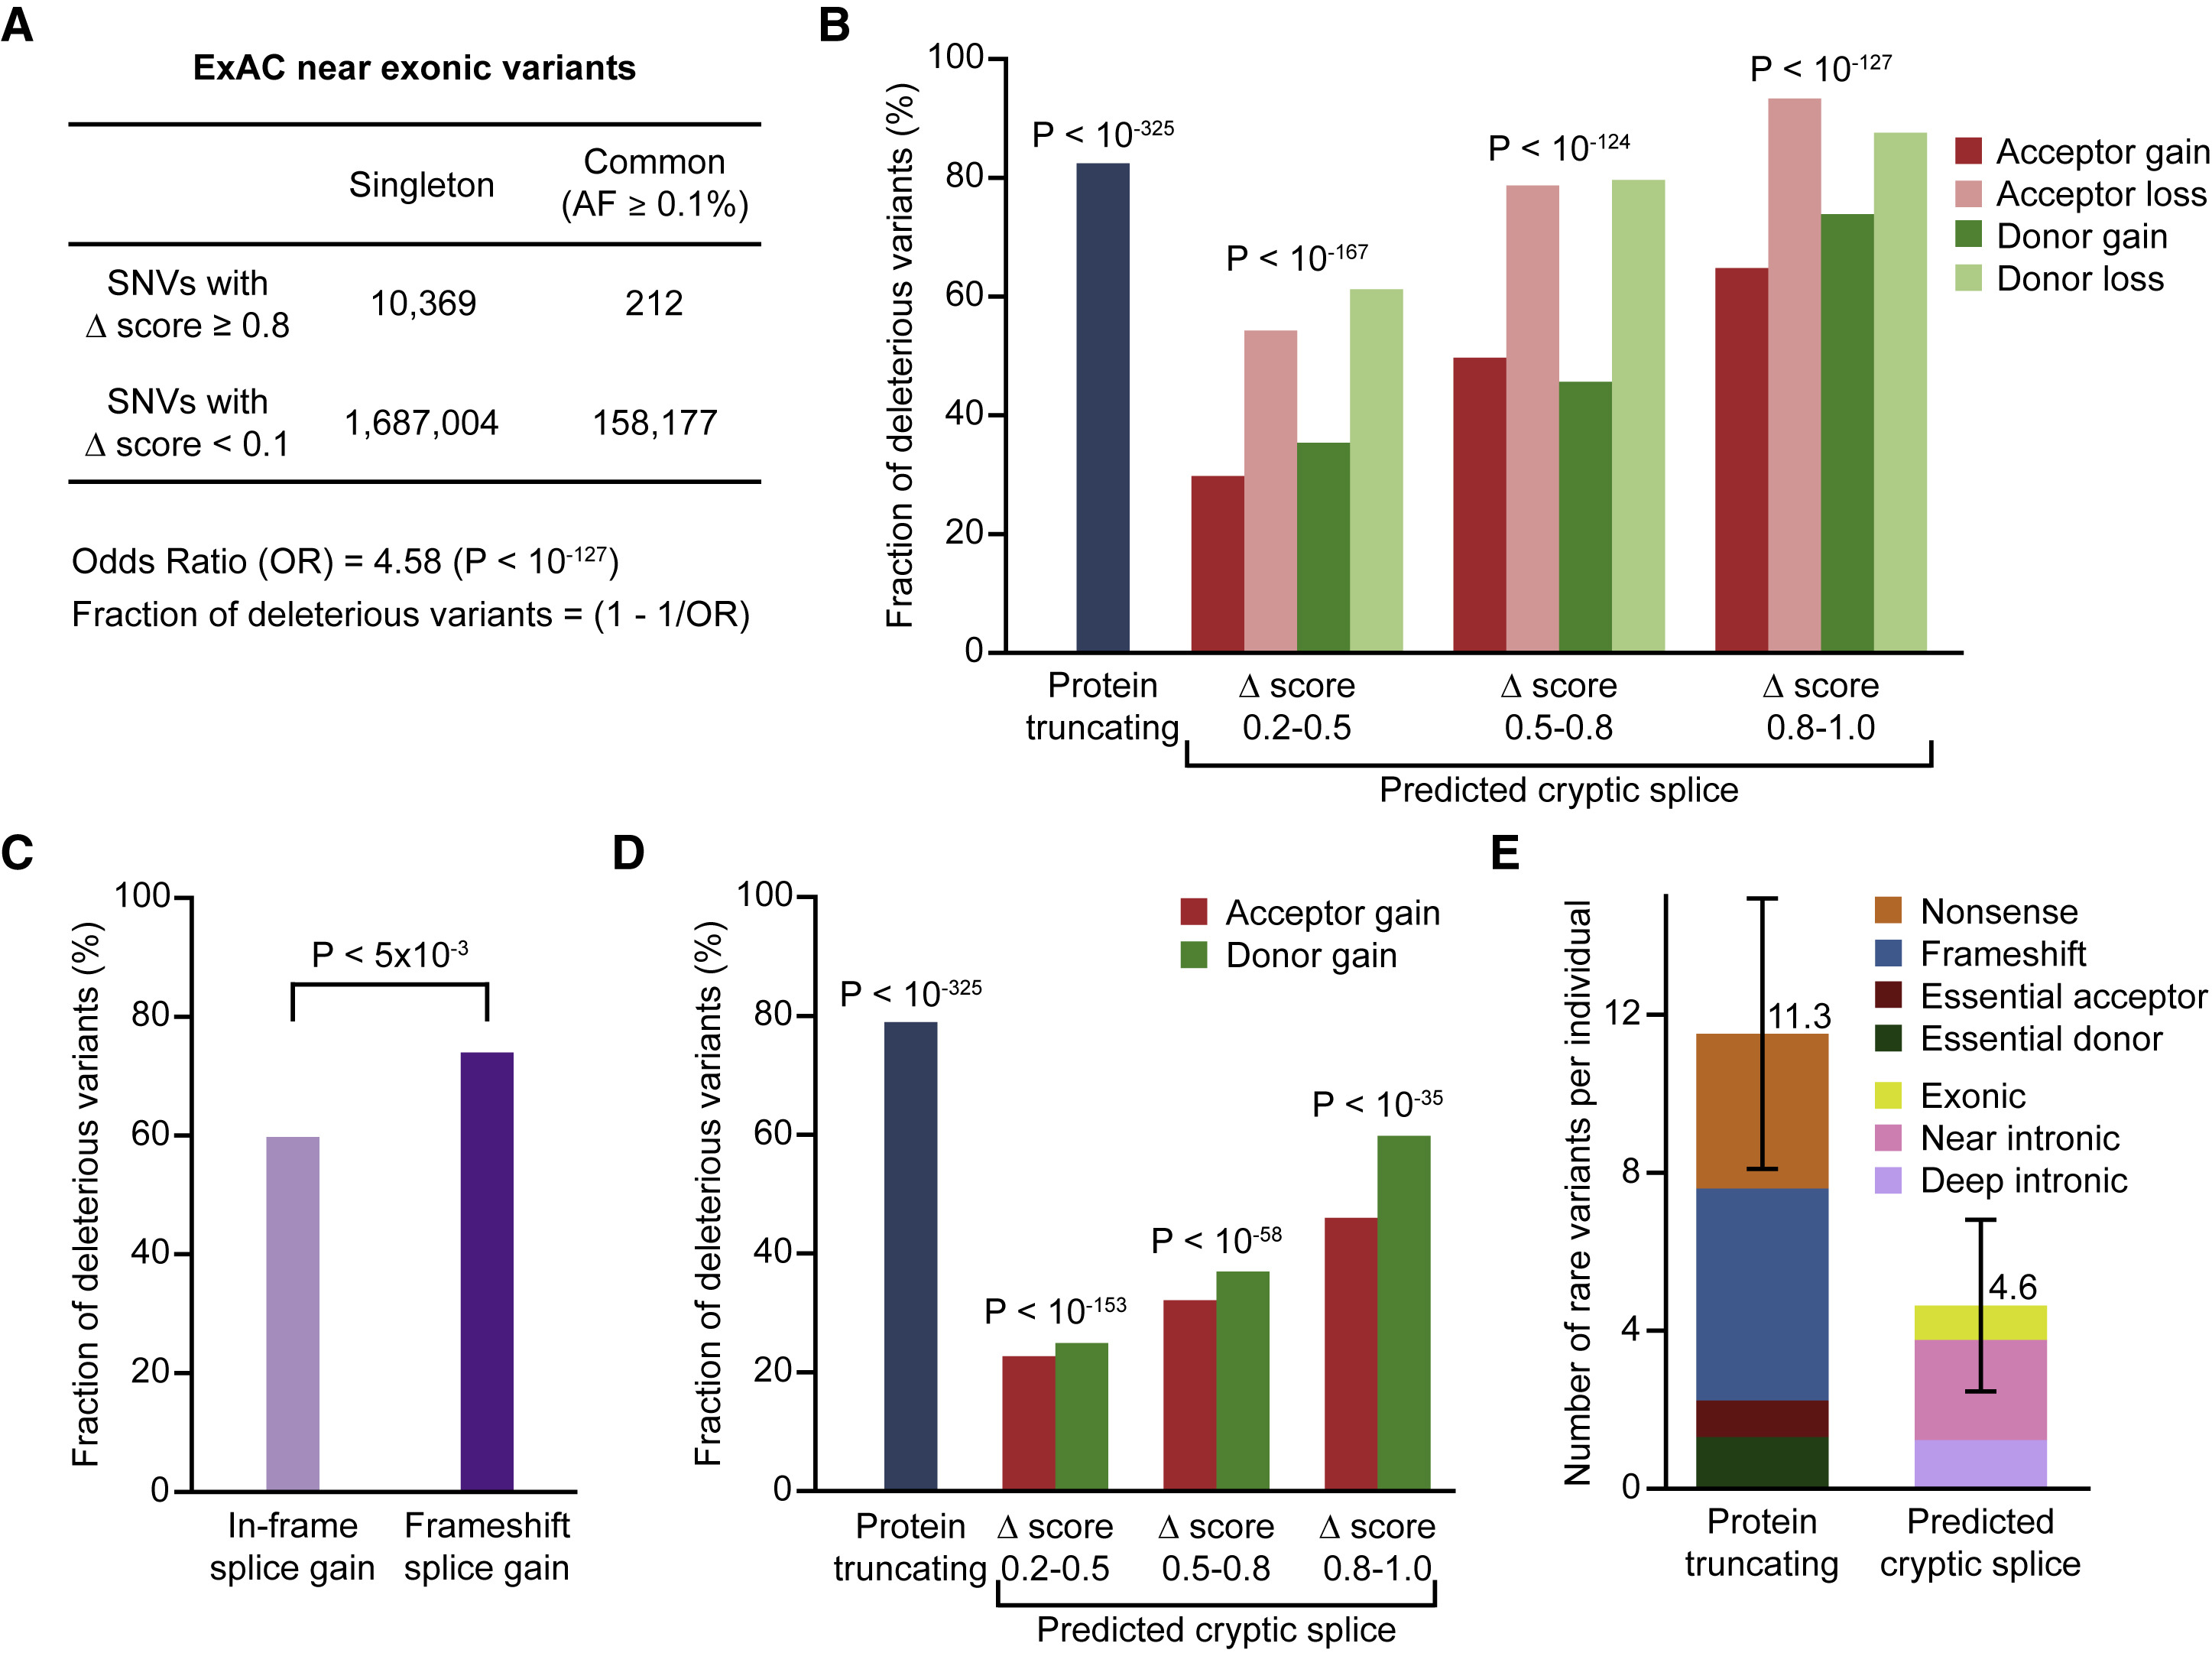 A
ExAC near exonic variants
Singleton
Common
(AF ≥ 0.1%)
SNVs with
Δ score ≥ 0.8
10,369
212
SNVs with
Δ score < 0.1
1,687,004
158,177
Odds Ratio (OR) = 4.58 (P < 10⁻¹²⁷)
Fraction of deleterious variants = (1 - 1/OR)
B
Fraction of deleterious variants (%)
100
80
60
40
20
0
P < 10⁻³²⁵
P < 10⁻¹⁶⁷
P < 10⁻¹²⁴
P < 10⁻¹²⁷
Acceptor gain
Acceptor loss
Donor gain
Donor loss
Protein
truncating
Δ score
0.2-0.5
Δ score
0.5-0.8
Δ score
0.8-1.0
Predicted cryptic splice
C
Fraction of deleterious variants (%)
100
80
60
40
20
0
P < 5x10⁻³
In-frame
splice gain
Frameshift
splice gain
D
Fraction of deleterious variants (%)
100
80
60
40
20
0
P < 10⁻³²⁵
P < 10⁻¹⁵³
P < 10⁻⁵⁸
P < 10⁻³⁵
Acceptor gain
Donor gain
Protein
truncating
Δ score
0.2-0.5
Δ score
0.5-0.8
Δ score
0.8-1.0
Predicted cryptic splice
E
Number of rare variants per individual
12
8
4
0
11.3
4.6
Nonsense
Frameshift
Essential acceptor
Essential donor
Exonic
Near intronic
Deep intronic
Protein
truncating
Predicted
cryptic splice